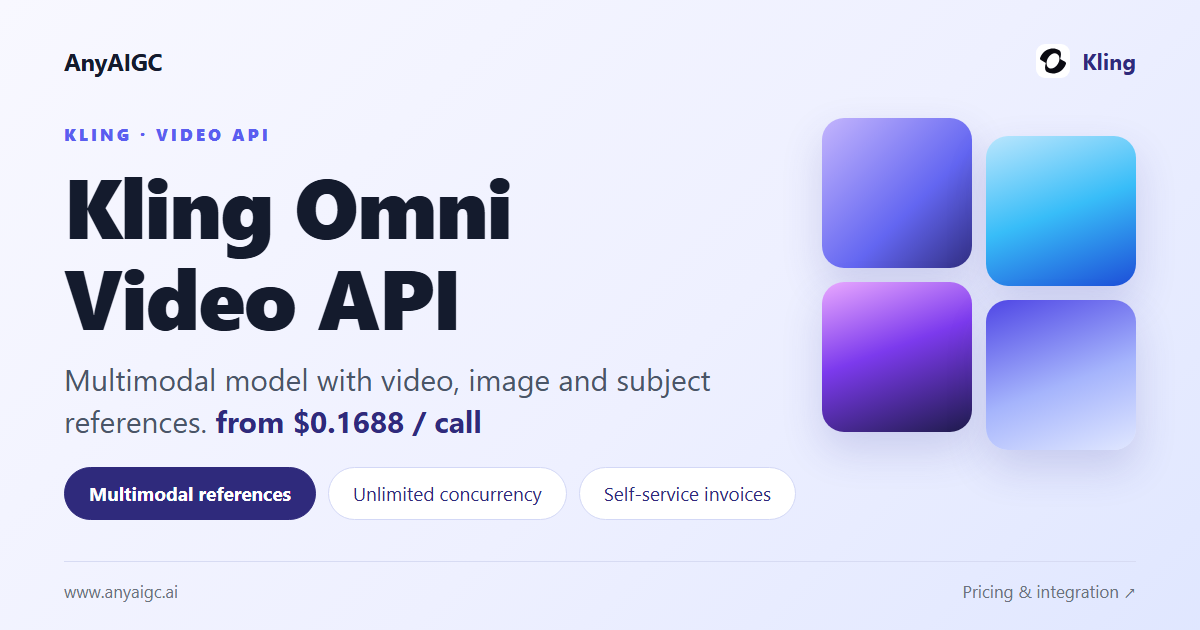 AnyAIGC
Kling
KLING · VIDEO API
Kling Omni
Video API
Multimodal model with video, image and subject
references. from $0.1688 / call
Multimodal references
Unlimited concurrency
Self-service invoices
www.anyaigc.ai
Pricing & integration ↗